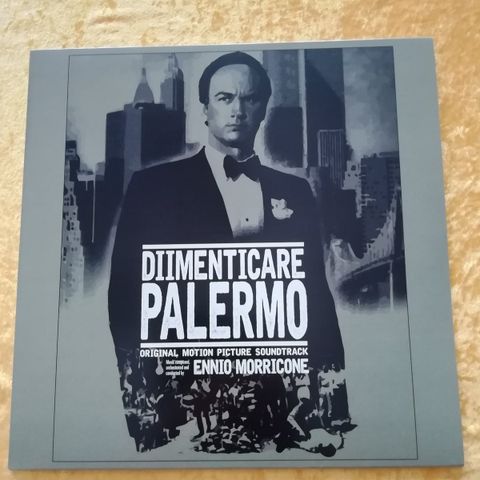 DIIMENTICARE
PALERMO
ORIGINAL MOTION PICTURE SOUNDTRACK
Music composed,
orchestrated and
conducted by
ENNIO MORRICONE